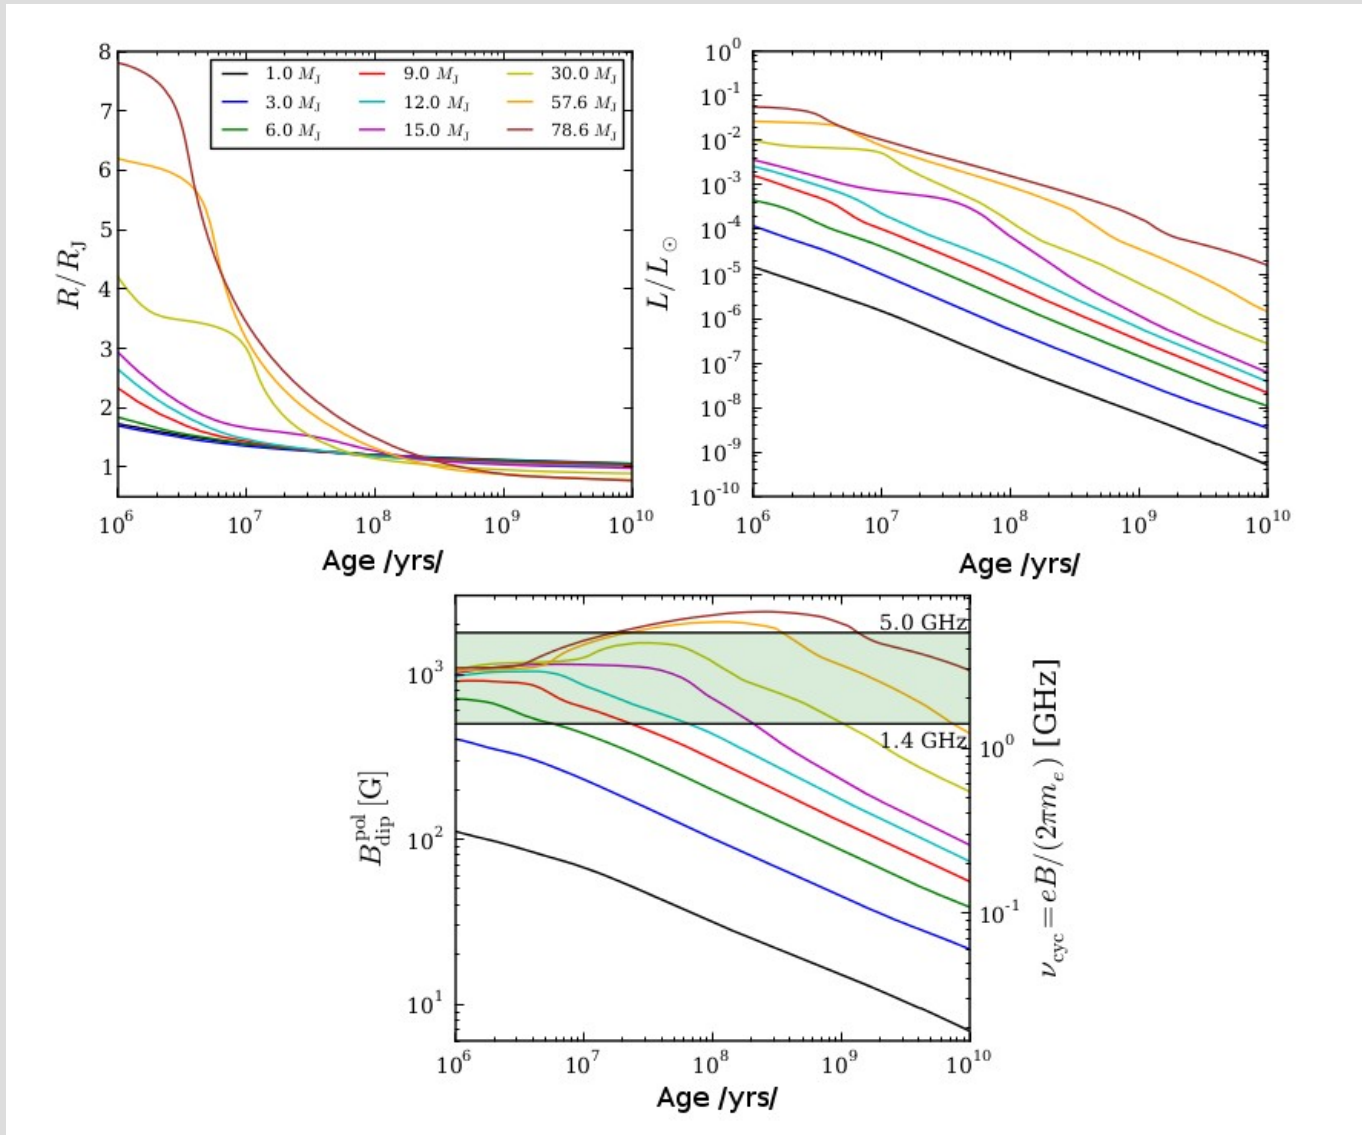 8
7
6
5
4
3
2
1
R/R_J
1.0 M_J
3.0 M_J
6.0 M_J
9.0 M_J
12.0 M_J
15.0 M_J
30.0 M_J
57.6 M_J
78.6 M_J
10^6 10^7 10^8 10^9 10^10
Age /yrs/
10^0
10^-1
10^-2
10^-3
10^-4
10^-5
10^-6
10^-7
10^-8
10^-9
10^-10
L/L_☉
10^6 10^7 10^8 10^9 10^10
Age /yrs/
10^3
10^2
10^1
B_dip^pol [G]
5.0 GHz
1.4 GHz
10^0
10^-1
ν_cyc=eB/(2πm_e) [GHz]
10^6 10^7 10^8 10^9 10^10
Age /yrs/